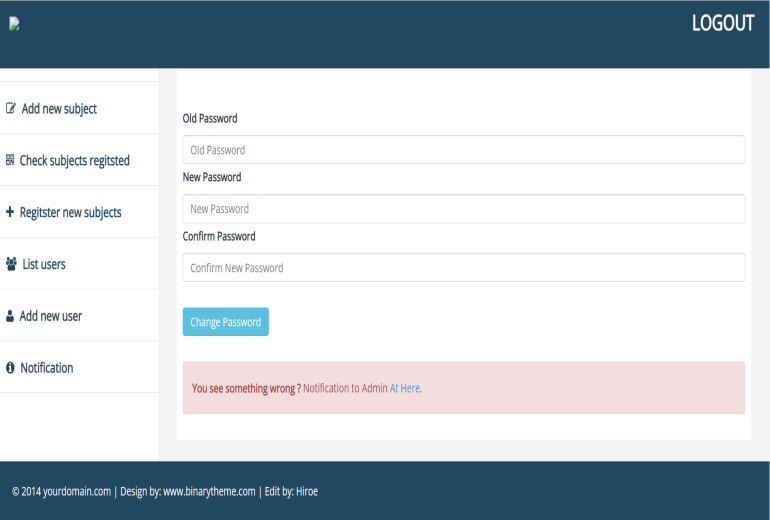 LOGOUT
Add new subject
Check subjects regitsted
Regitster new subjects
List users
Add new user
Notification
Old Password
Old Password
New Password
New Password
Confirm Password
Confirm New Password
Change Password
You see something wrong ? Notification to Admin At Here.
© 2014 yourdomain.com | Design by: www.binarytheme.com | Edit by: Hiroe